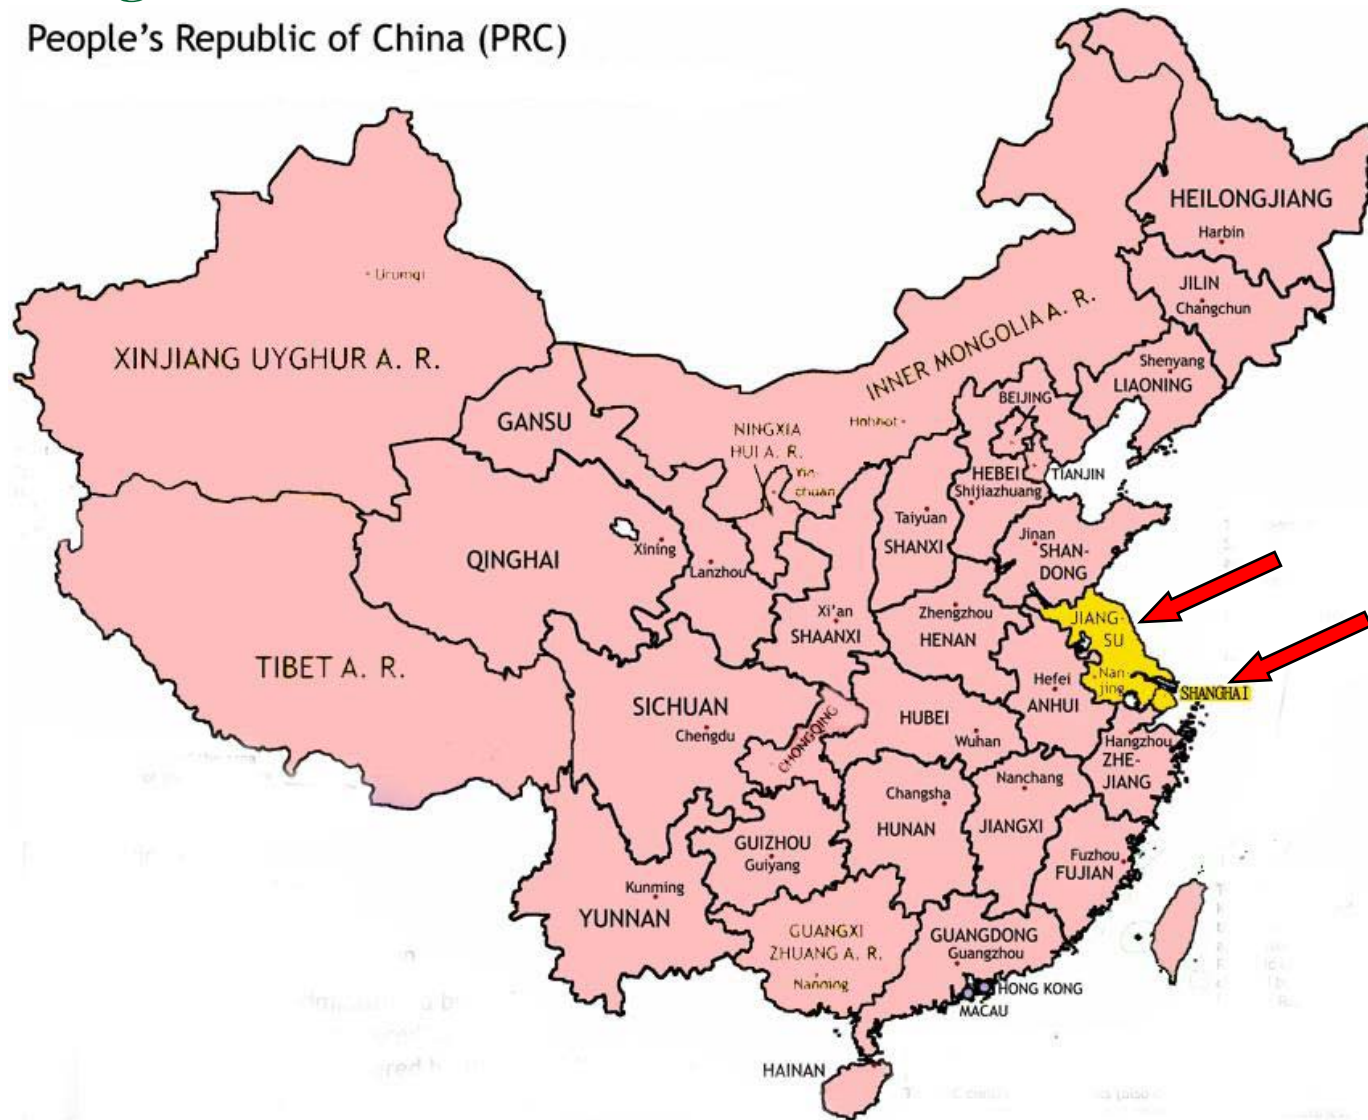 People's Republic of China (PRC)
HEILONGJIANG
Harbin
JILIN
Changchun
Urumqi
INNER MONGOLIA A. R.
Shenyang
LIAONING
XINJIANG UYGHUR A. R.
BEIJING
GANSU
NINGXIA
HUI A. R.
Hohhot
Yin-
chuan
HEBEI
TIANJIN
Shijiazhuang
Taiyuan
SHANXI
Jinan
SHAN-
DONG
QINGHAI
Xining
Lanzhou
Xi'an
SHAANXI
Zhengzhou
HENAN
JIANG-
SU
TIBET A. R.
Nan-
jing
SHANGHAI
Hefei
ANHUI
SICHUAN
Chengdu
CHONGQING
HUBEI
Wuhan
Hangzhou
ZHE-
JIANG
Changsha
HUNAN
Nanchang
JIANGXI
GUIZHOU
Guiyang
Fuzhou
FUJIAN
Kunming
YUNNAN
GUANGXI
ZHUANG A. R.
Nanning
GUANGDONG
Guangzhou
HONG KONG
MACAU
HAINAN